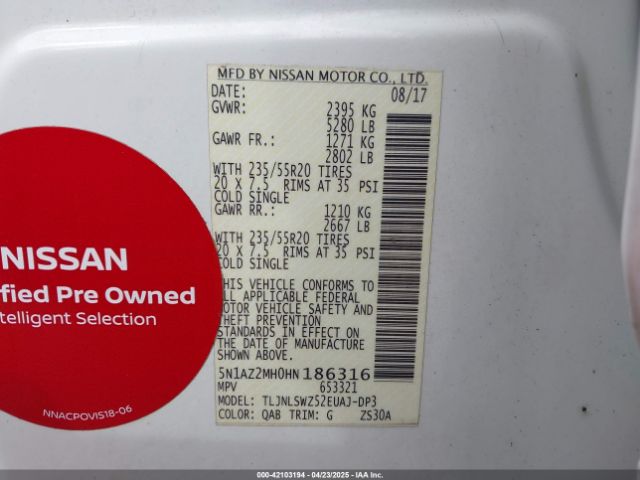 MFD BY NISSAN MOTOR CO., LTD.
DATE: 08/17
GVWR: 2395 KG
5280 LB
GAWR FR.: 1271 KG
2802 LB
WITH 235/55R20 TIRES
20 X 7.5 RIMS AT 35 PSI
COLD SINGLE
GAWR RR.: 1210 KG
2667 LB
WITH 235/55R20 TIRES
20 X 7.5 RIMS AT 35 PSI
COLD SINGLE
THIS VEHICLE CONFORMS TO
ALL APPLICABLE FEDERAL
MOTOR VEHICLE SAFETY AND
THEFT PREVENTION
STANDARDS IN EFFECT ON
THE DATE OF MANUFACTURE
SHOWN ABOVE.
5N1AZ2MH0HN186316
MPV 653321
MODEL: TLJNLSWZ52EUAJ-DP3
COLOR: QAB TRIM: G ZS30A
NISSAN
fied Pre Owned
telligent Selection
NNACPOVIS18-06
000-42103194 - 04/23/2025 - IAAI.COM